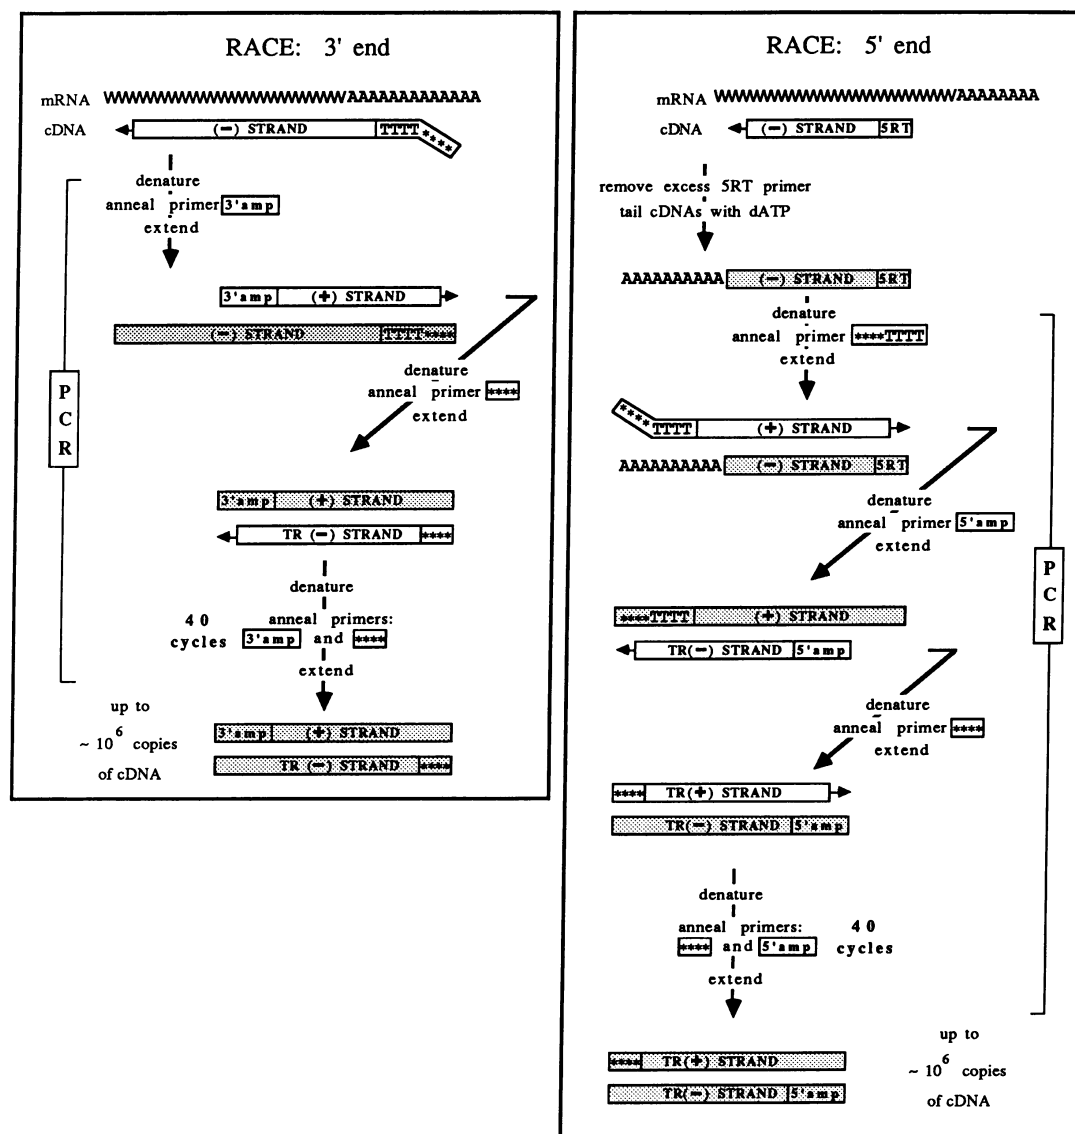 RACE: 3' end
mRNA WWWWWWWWWWWWWWWWWWWWWWAAAAAAAAAAAAA
cDNA (−) STRAND TTTT****
denature
anneal primer 3'amp
extend
3'amp (+) STRAND
(−) STRAND TTTT****
denature
anneal primer ****
extend
PCR
3'amp (+) STRAND
TR (−) STRAND ****
denature
40 cycles
anneal primers:
3'amp and ****
extend
up to
~ 10^6 copies
of cDNA
3'amp (+) STRAND
TR (−) STRAND ****
RACE: 5' end
mRNA WWWWWWWWWWWWWWWWWWWWWWAAAAAAAA
cDNA (−) STRAND 5RT
remove excess 5RT primer
tail cDNAs with dATP
AAAAAAAAAA (−) STRAND 5RT
denature
anneal primer ****TTTT
extend
****TTTT (+) STRAND
AAAAAAAAAA (−) STRAND 5RT
denature
anneal primer 5'amp
extend
PCR
****TTTT (+) STRAND
TR(−) STRAND 5'amp
denature
anneal primer ****
extend
****TR(+) STRAND
TR(−) STRAND 5'amp
denature
anneal primers:
**** and 5'amp
40 cycles
extend
up to
~ 10^6 copies
of cDNA
**** TR(+) STRAND
TR(−) STRAND 5'amp